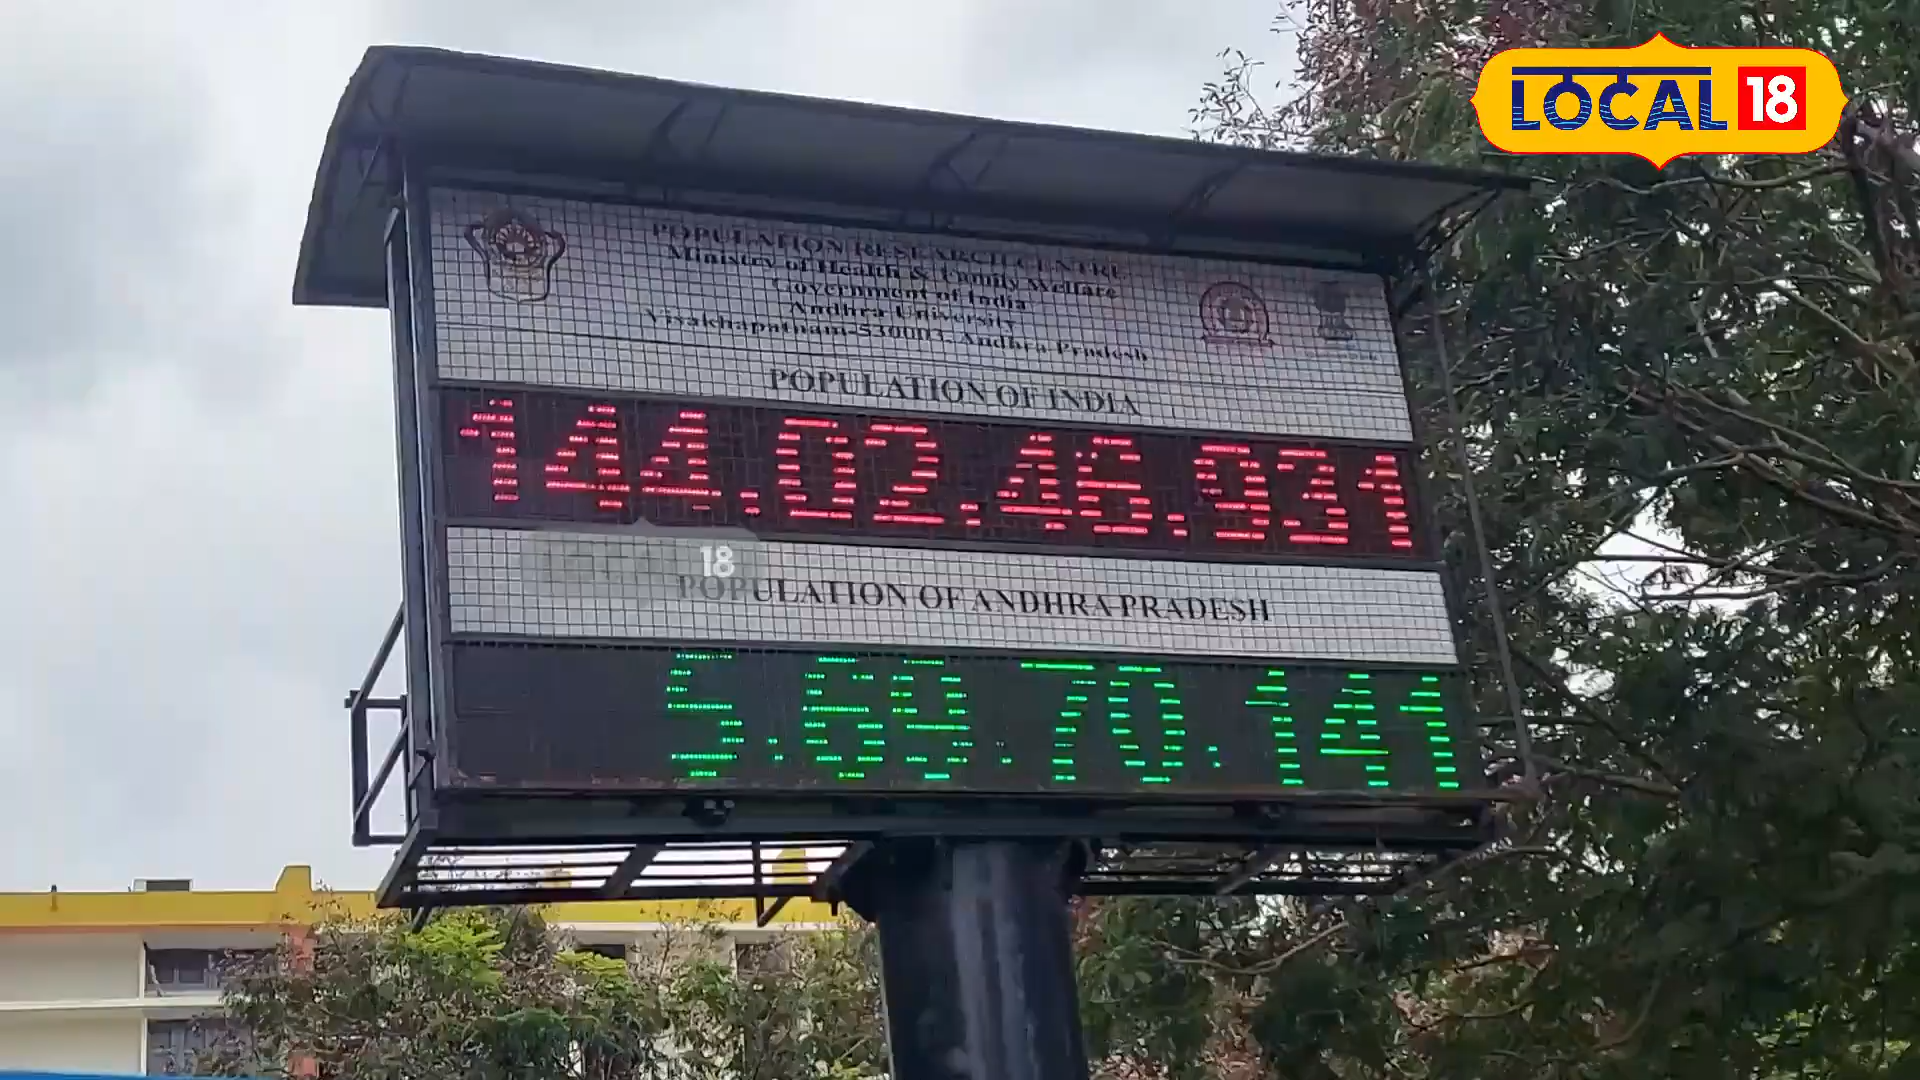 LOCAL 18
POPULATION RESEARCH CENTRE
Ministry of Health & Family Welfare
Government of India
Andhra University
Visakhapatnam-530003, Andhra Pradesh
POPULATION OF INDIA
144.02.46.931
LOCAL 18
POPULATION OF ANDHRA PRADESH
5.69.70.141